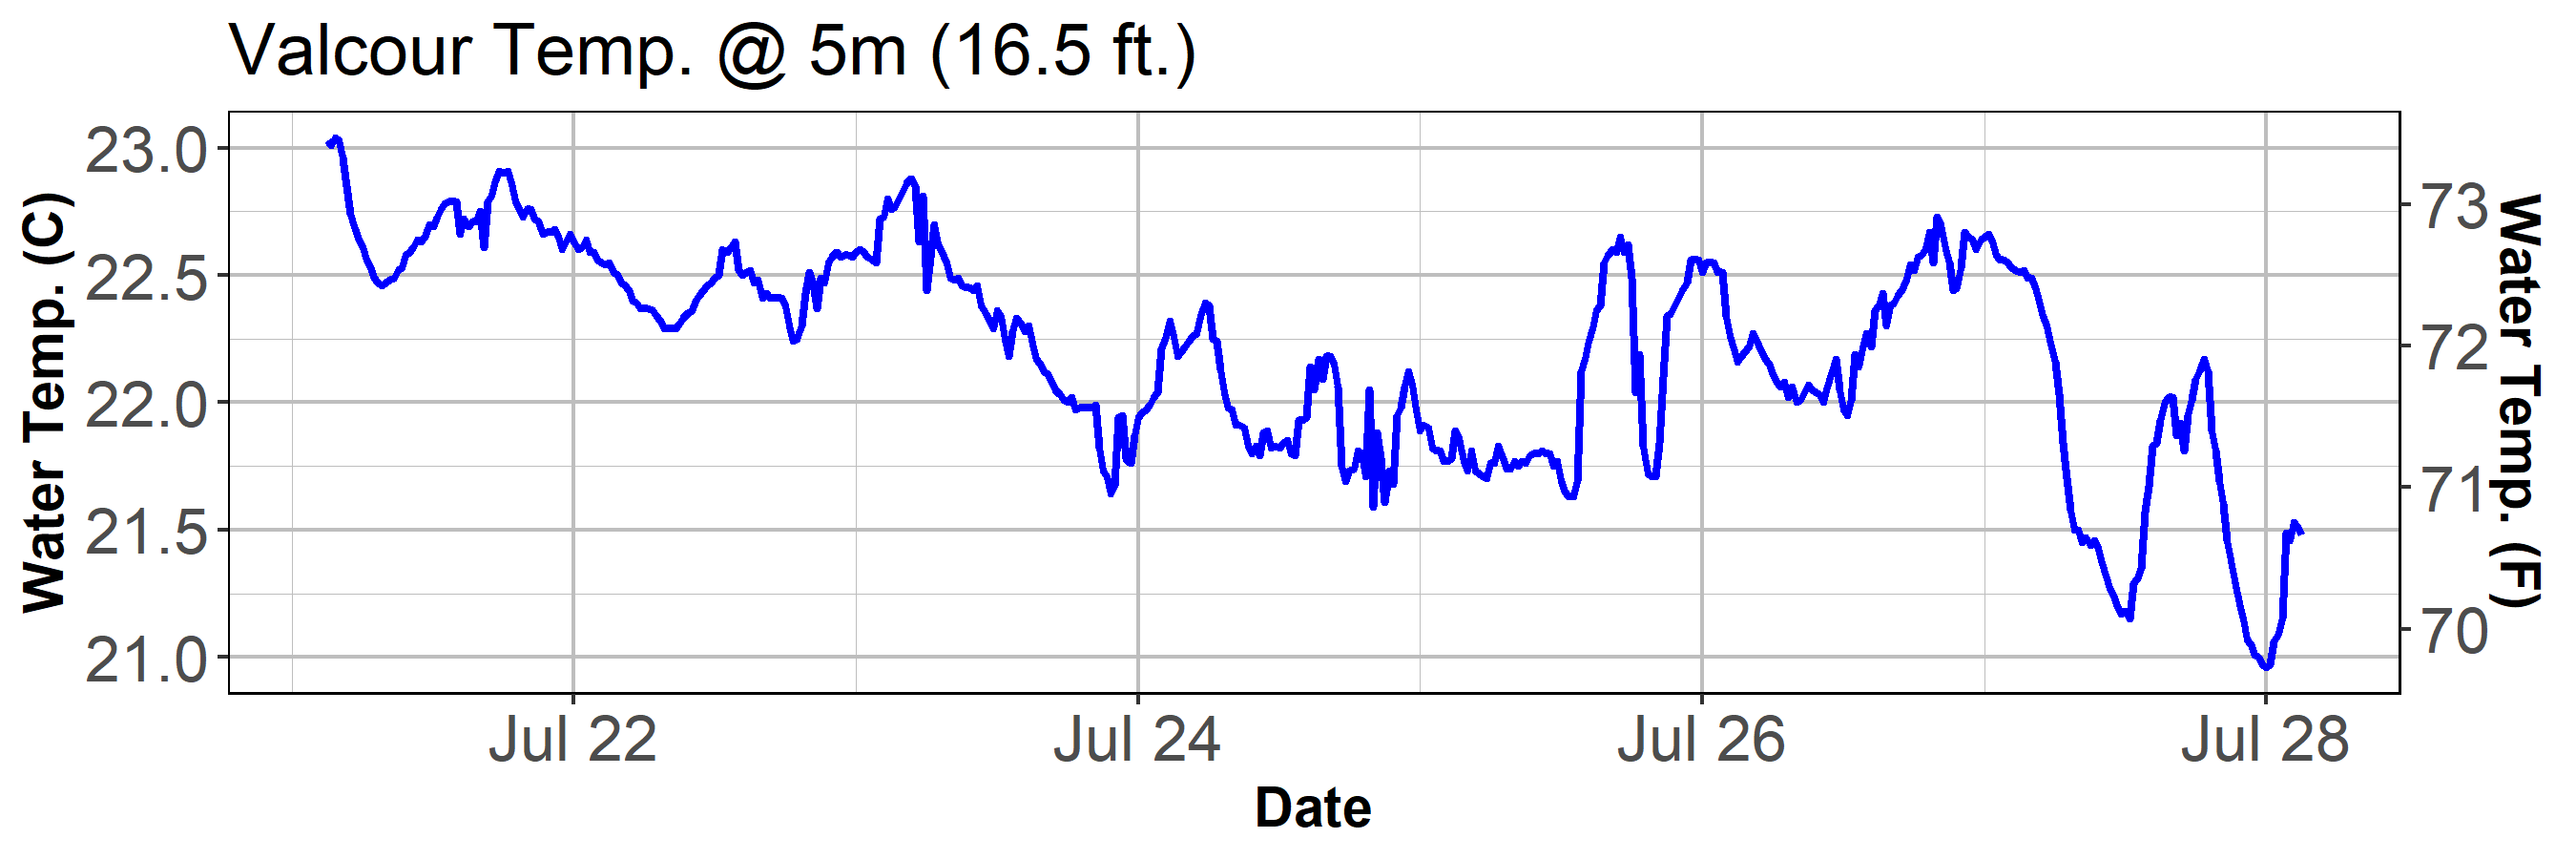 Valcour Temp. @ 5m (16.5 ft.)
Water Temp. (C)
23.0
22.5
22.0
21.5
21.0
73
72
71
70
Water Temp. (F)
Jul 22 Jul 24 Jul 26 Jul 28
Date